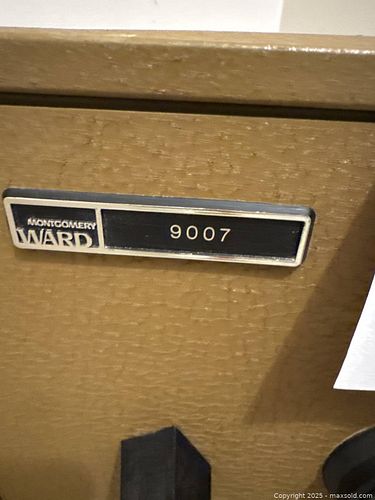 MONTGOMERY
WARD
9007
Copyright 2025 - maxsold.com